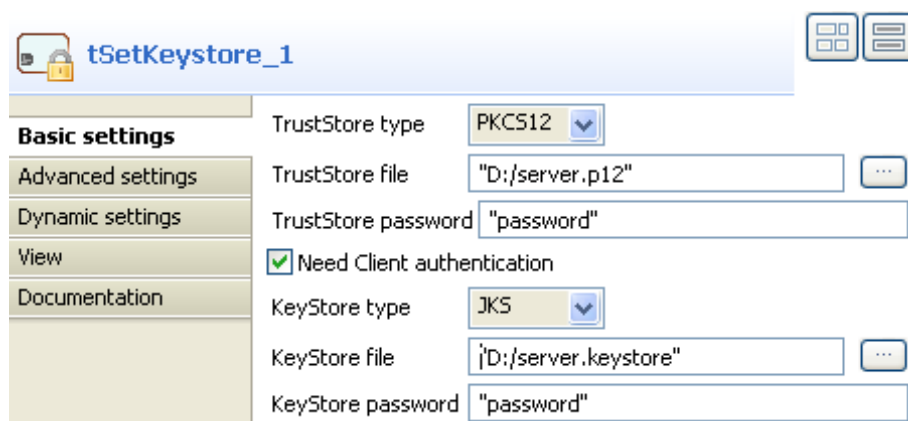 tSetKeystore_1
Basic settings
Advanced settings
Dynamic settings
View
Documentation
TrustStore type PKCS12
TrustStore file "D:/server.p12" ...
TrustStore password "password"
Need Client authentication
KeyStore type JKS
KeyStore file "D:/server.keystore" ...
KeyStore password "password"